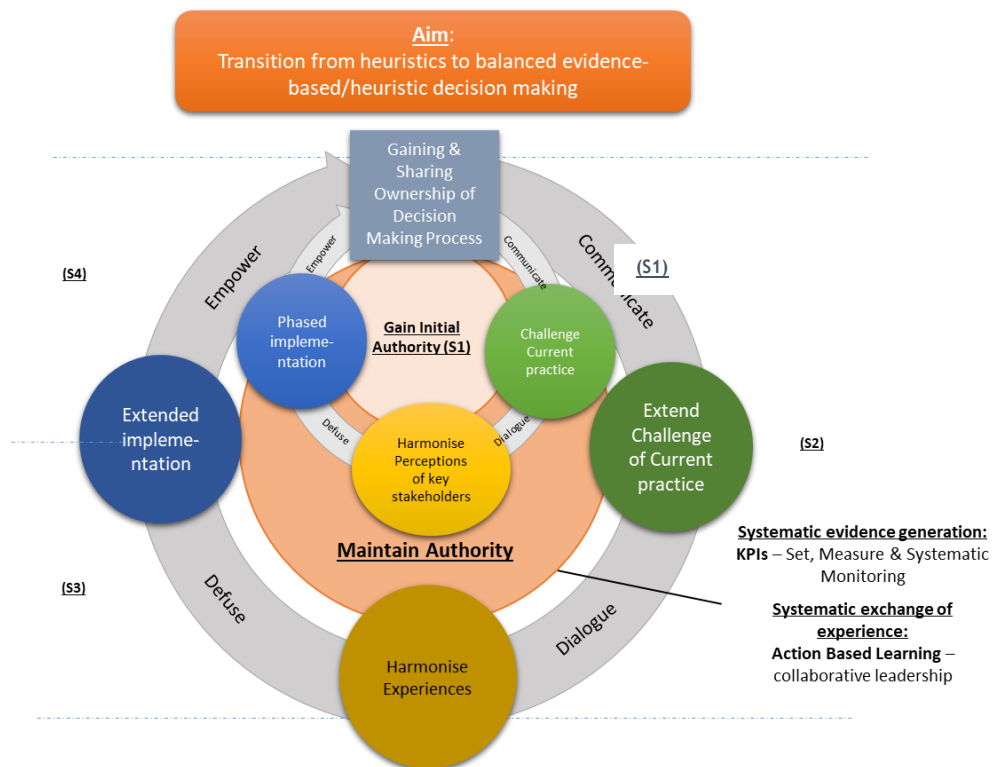 Aim:
Transition from heuristics to balanced evidence-
based/heuristic decision making
Gaining &
Sharing
Ownership of
Decision
Making Process
Empower
Communicate
(S1)
(S4)
Empower
Communicate
Phased
impleme-
ntation
Gain Initial
Authority (S1)
Challenge
Current
practice
Extended
impleme-
ntation
Defuse
Harmonise
Perceptions
of key
stakeholders
Dialogue
Extend
Challenge
of Current
practice
(S2)
Maintain Authority
Systematic evidence generation:
KPIs – Set, Measure & Systematic
Monitoring
(S3)
Defuse
Dialogue
Systematic exchange of
experience:
Action Based Learning –
collaborative leadership
Harmonise
Experiences